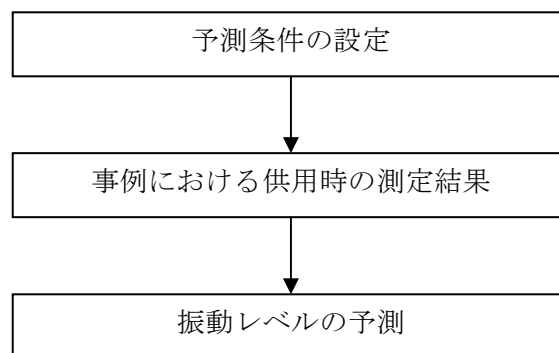 予測条件の設定
事例における供用時の測定結果
振動レベルの予測